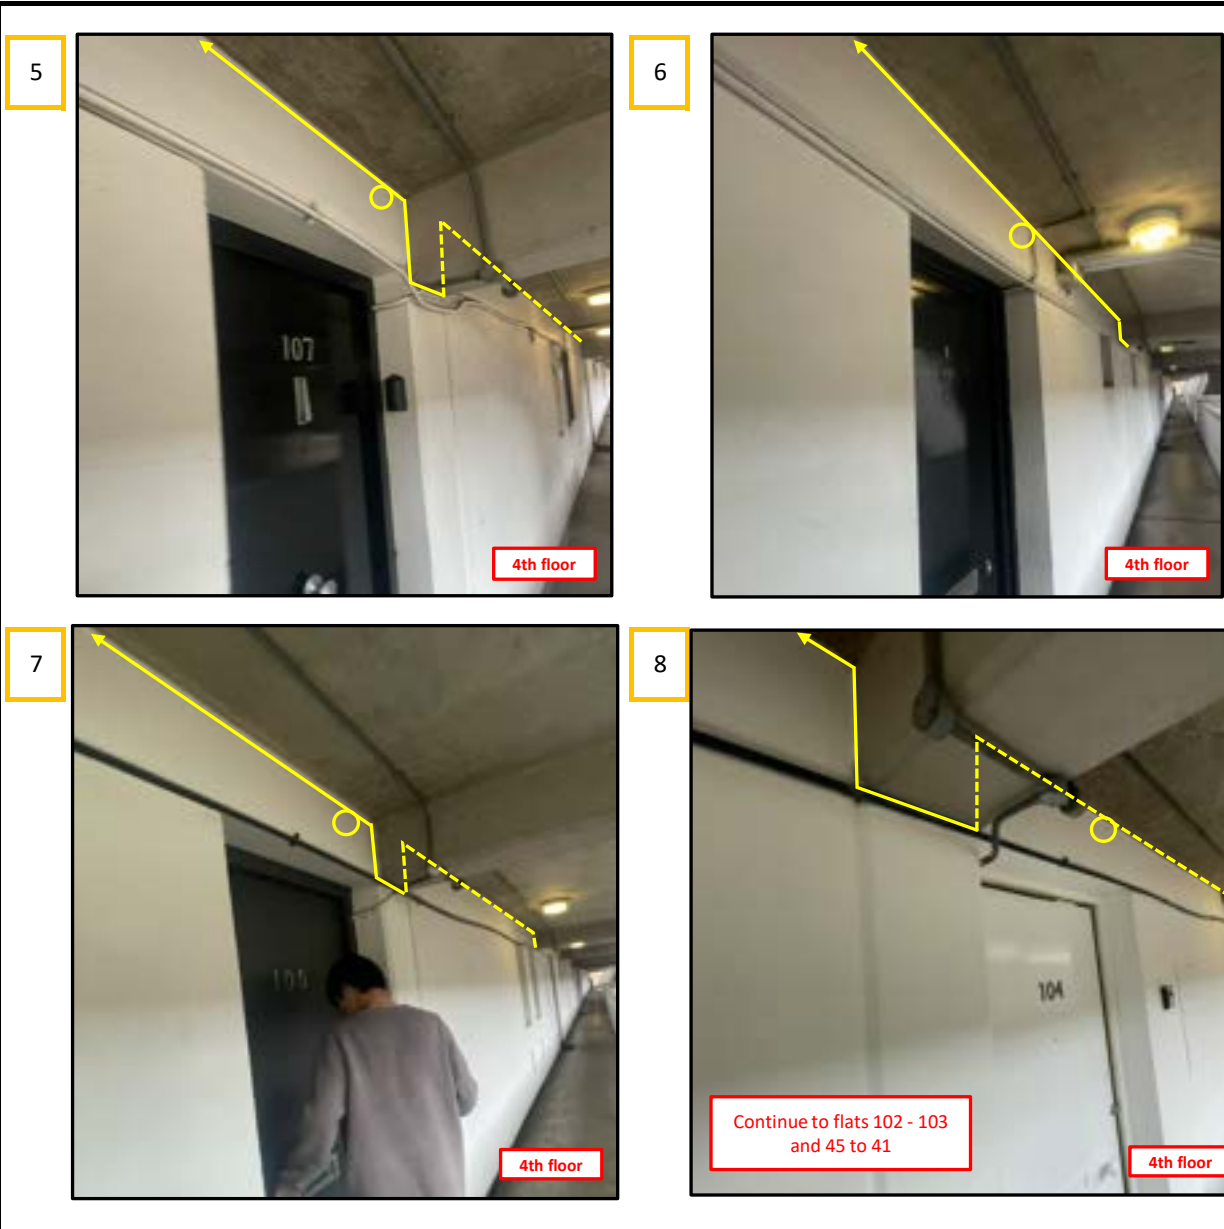 5
6
107
4th floor
4th floor
7
8
104
Continue to flats 102 - 103
and 45 to 41
4th floor
4th floor